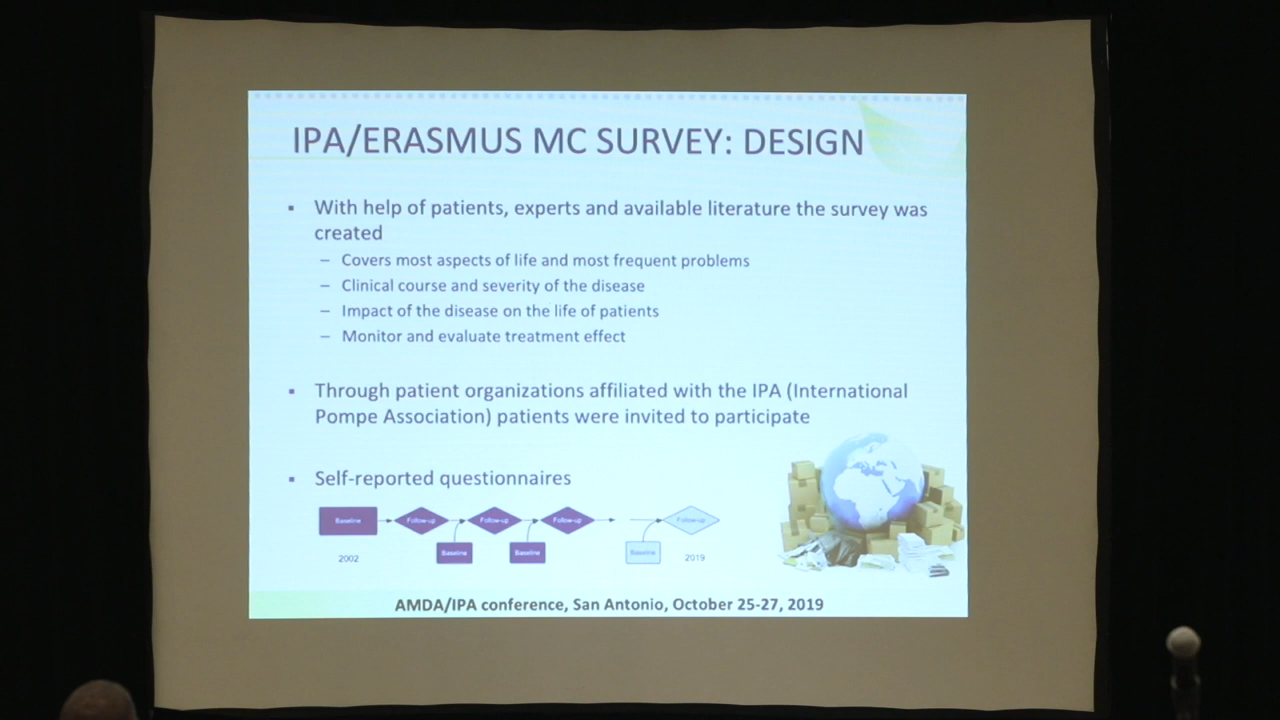 IPA/ERASMUS MC SURVEY: DESIGN
▪ With help of patients, experts and available literature the survey was
created
– Covers most aspects of life and most frequent problems
– Clinical course and severity of the disease
– Impact of the disease on the life of patients
– Monitor and evaluate treatment effect
▪ Through patient organizations affiliated with the IPA (International
Pompe Association) patients were invited to participate
▪ Self-reported questionnaires
Baseline Follow-up Follow-up Follow-up Follow-up
Baseline Baseline Baseline
2002 2019
AMDA/IPA conference, San Antonio, October 25-27, 2019